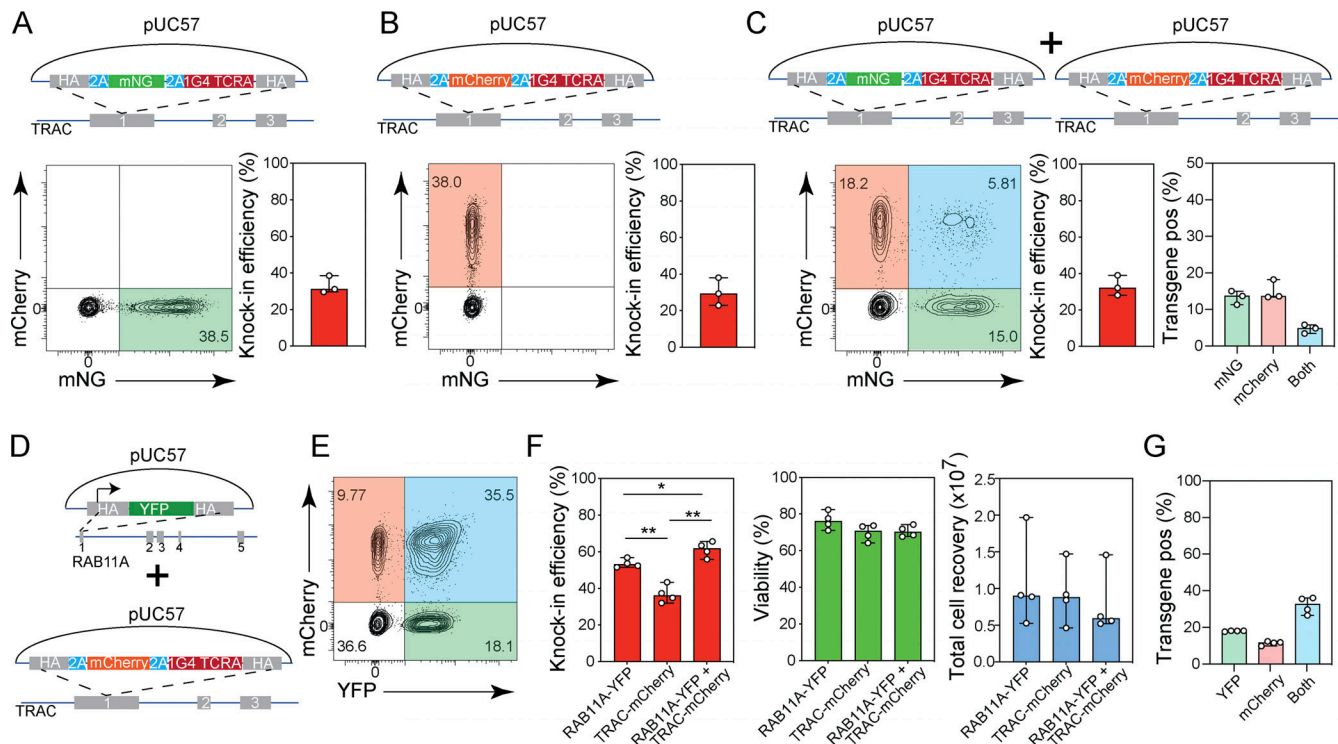 A
pUC57
HA 2A mNG 2A 1G4 TCRA HA
TRAC 1 2 3
mCherry
0
38.5
0
mNG
Knock-in efficiency (%)
100
80
60
40
20
0
B
pUC57
HA 2A mCherry 2A 1G4 TCRA HA
TRAC 1 2 3
mCherry
38.0
0
0
mNG
Knock-in efficiency (%)
100
80
60
40
20
0
C
pUC57 + pUC57
HA 2A mNG 2A 1G4 TCRA HA
TRAC 1 2 3
HA 2A mCherry 2A 1G4 TCRA HA
TRAC 1 2 3
mCherry
18.2 5.81
0
15.0
0
mNG
Knock-in efficiency (%)
100
80
60
40
20
0
Transgene pos (%)
50
40
30
20
10
0
mNG
mCherry
Both
D
pUC57
HA YFP HA
1 2 3 4 5
RAB11A
+
pUC57
HA 2A mCherry 2A 1G4 TCRA HA
TRAC 1 2 3
E
mCherry
9.77 35.5
0
36.6 18.1
0
YFP
F
Knock-in efficiency (%)
100
80
60
40
20
0
*
** **
RAB11A-YFP
TRAC-mCherry
RAB11A-YFP +
TRAC-mCherry
Viability (%)
100
80
60
40
20
0
RAB11A-YFP
TRAC-mCherry
RAB11A-YFP +
TRAC-mCherry
Total cell recovery (x10⁷)
2.5
2.0
1.5
1.0
0.5
0.0
RAB11A-YFP
TRAC-mCherry
RAB11A-YFP +
TRAC-mCherry
G
Transgene pos (%)
100
80
60
40
20
0
YFP
mCherry
Both